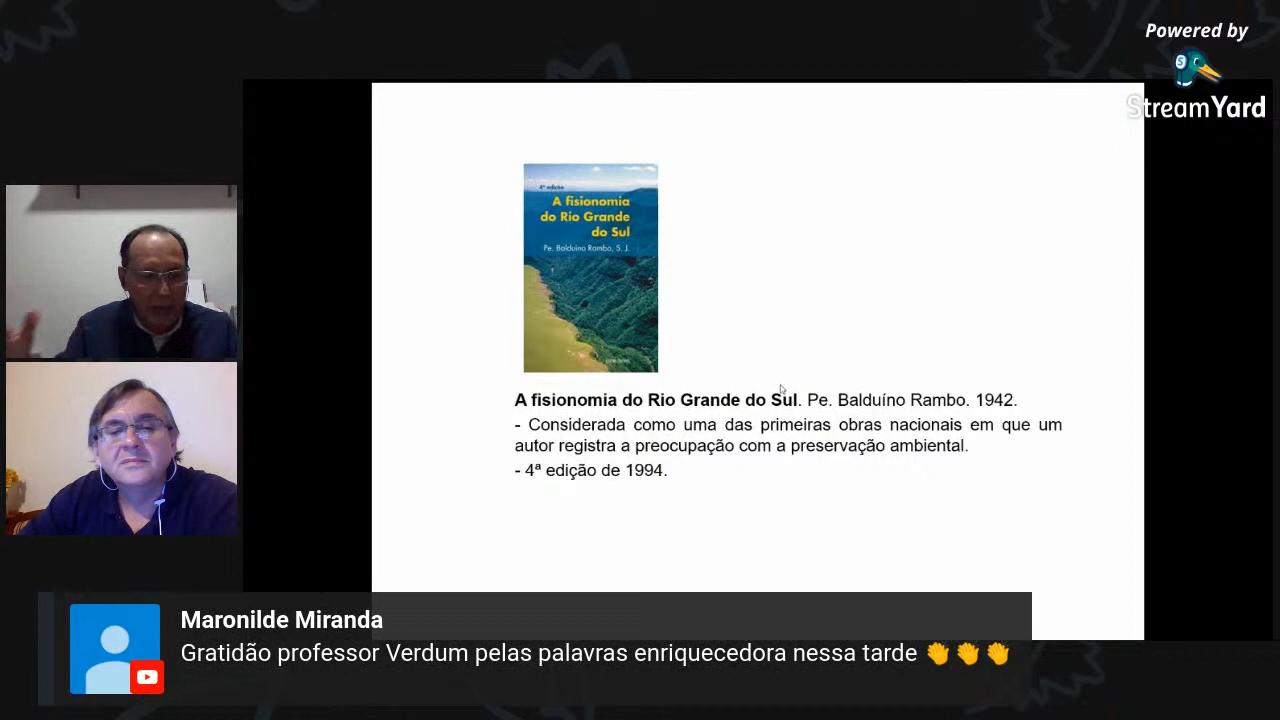 Powered by
StreamYard
4ª edição
A fisionomia
do Rio Grande
do Sul
Pe. Balduino Rambo, S. J.
A fisionomia do Rio Grande do Sul. Pe. Balduíno Rambo. 1942.
- Considerada como uma das primeiras obras nacionais em que um
autor registra a preocupação com a preservação ambiental.
- 4ª edição de 1994.
Maronilde Miranda
Gratidão professor Verdum pelas palavras enriquecedora nessa tarde 👏👏👏